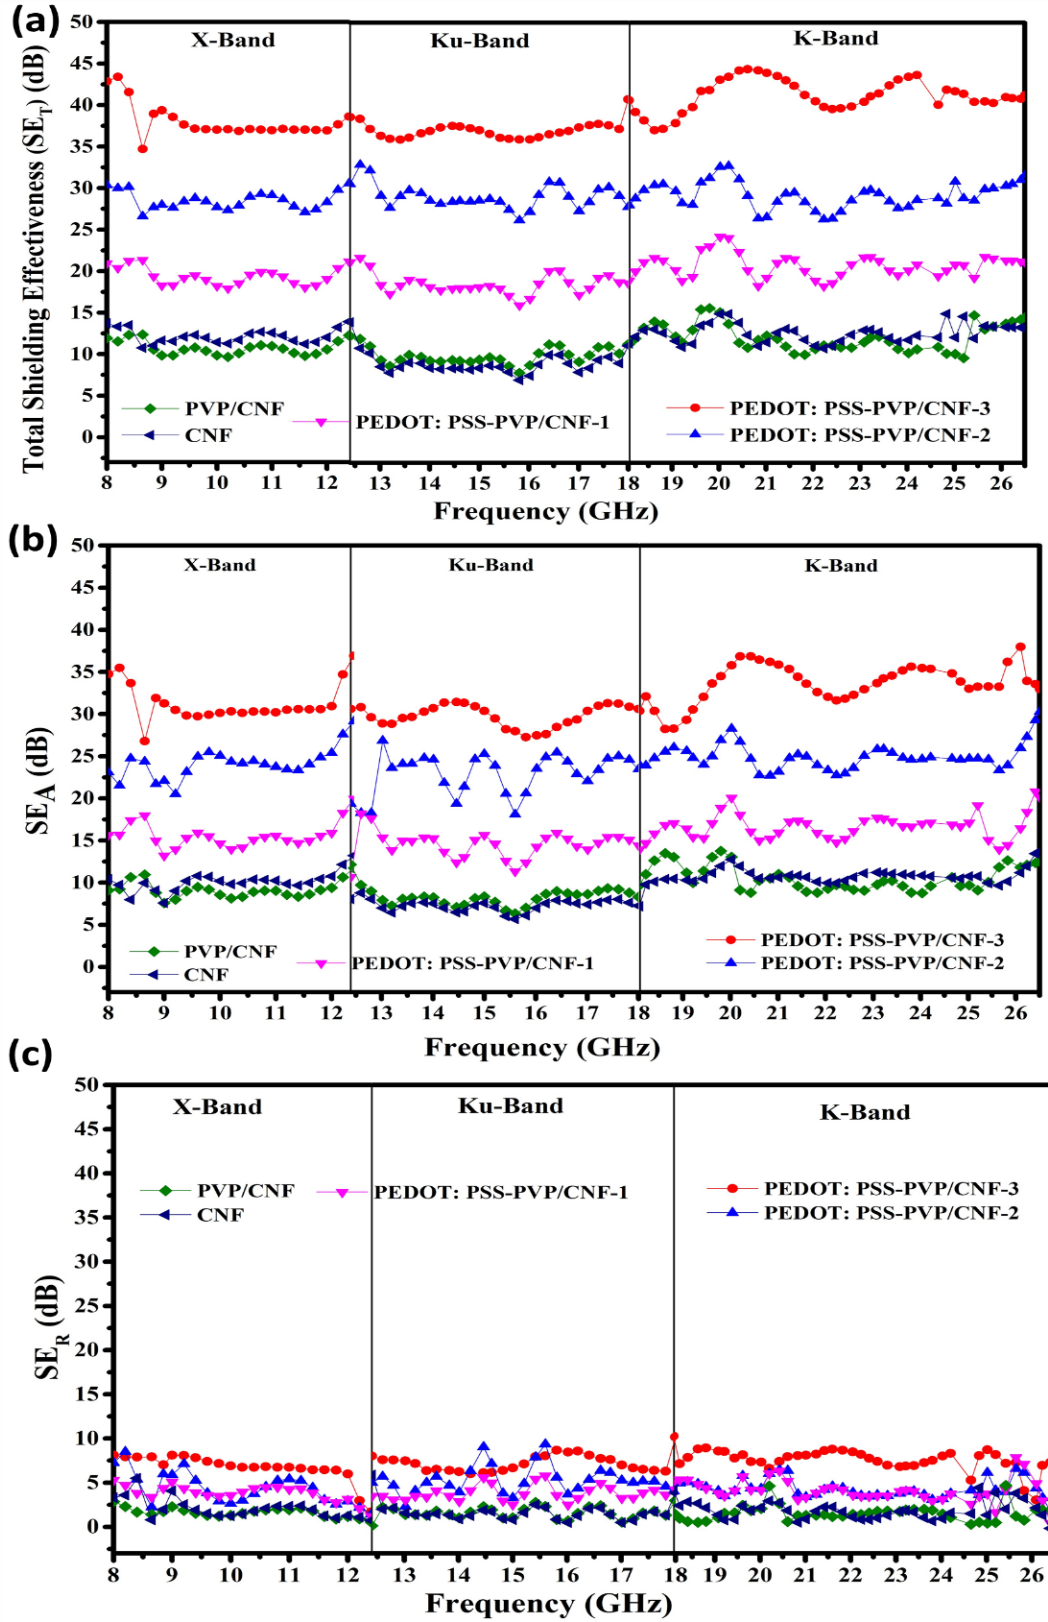 (a)
X-Band Ku-Band K-Band
Total Shielding Effectiveness (SET) (dB)
50
45
40
35
30
25
20
15
10
5
0
PVP/CNF
CNF
PEDOT: PSS-PVP/CNF-1
PEDOT: PSS-PVP/CNF-3
PEDOT: PSS-PVP/CNF-2
8 9 10 11 12 13 14 15 16 17 18 19 20 21 22 23 24 25 26
Frequency (GHz)
(b)
X-Band Ku-Band K-Band
SEA (dB)
50
45
40
35
30
25
20
15
10
5
0
PVP/CNF
CNF
PEDOT: PSS-PVP/CNF-1
PEDOT: PSS-PVP/CNF-3
PEDOT: PSS-PVP/CNF-2
8 9 10 11 12 13 14 15 16 17 18 19 20 21 22 23 24 25 26
Frequency (GHz)
(c)
X-Band Ku-Band K-Band
SER (dB)
50
45
40
35
30
25
20
15
10
5
0
PVP/CNF
CNF
PEDOT: PSS-PVP/CNF-1
PEDOT: PSS-PVP/CNF-3
PEDOT: PSS-PVP/CNF-2
8 9 10 11 12 13 14 15 16 17 18 19 20 21 22 23 24 25 26
Frequency (GHz)